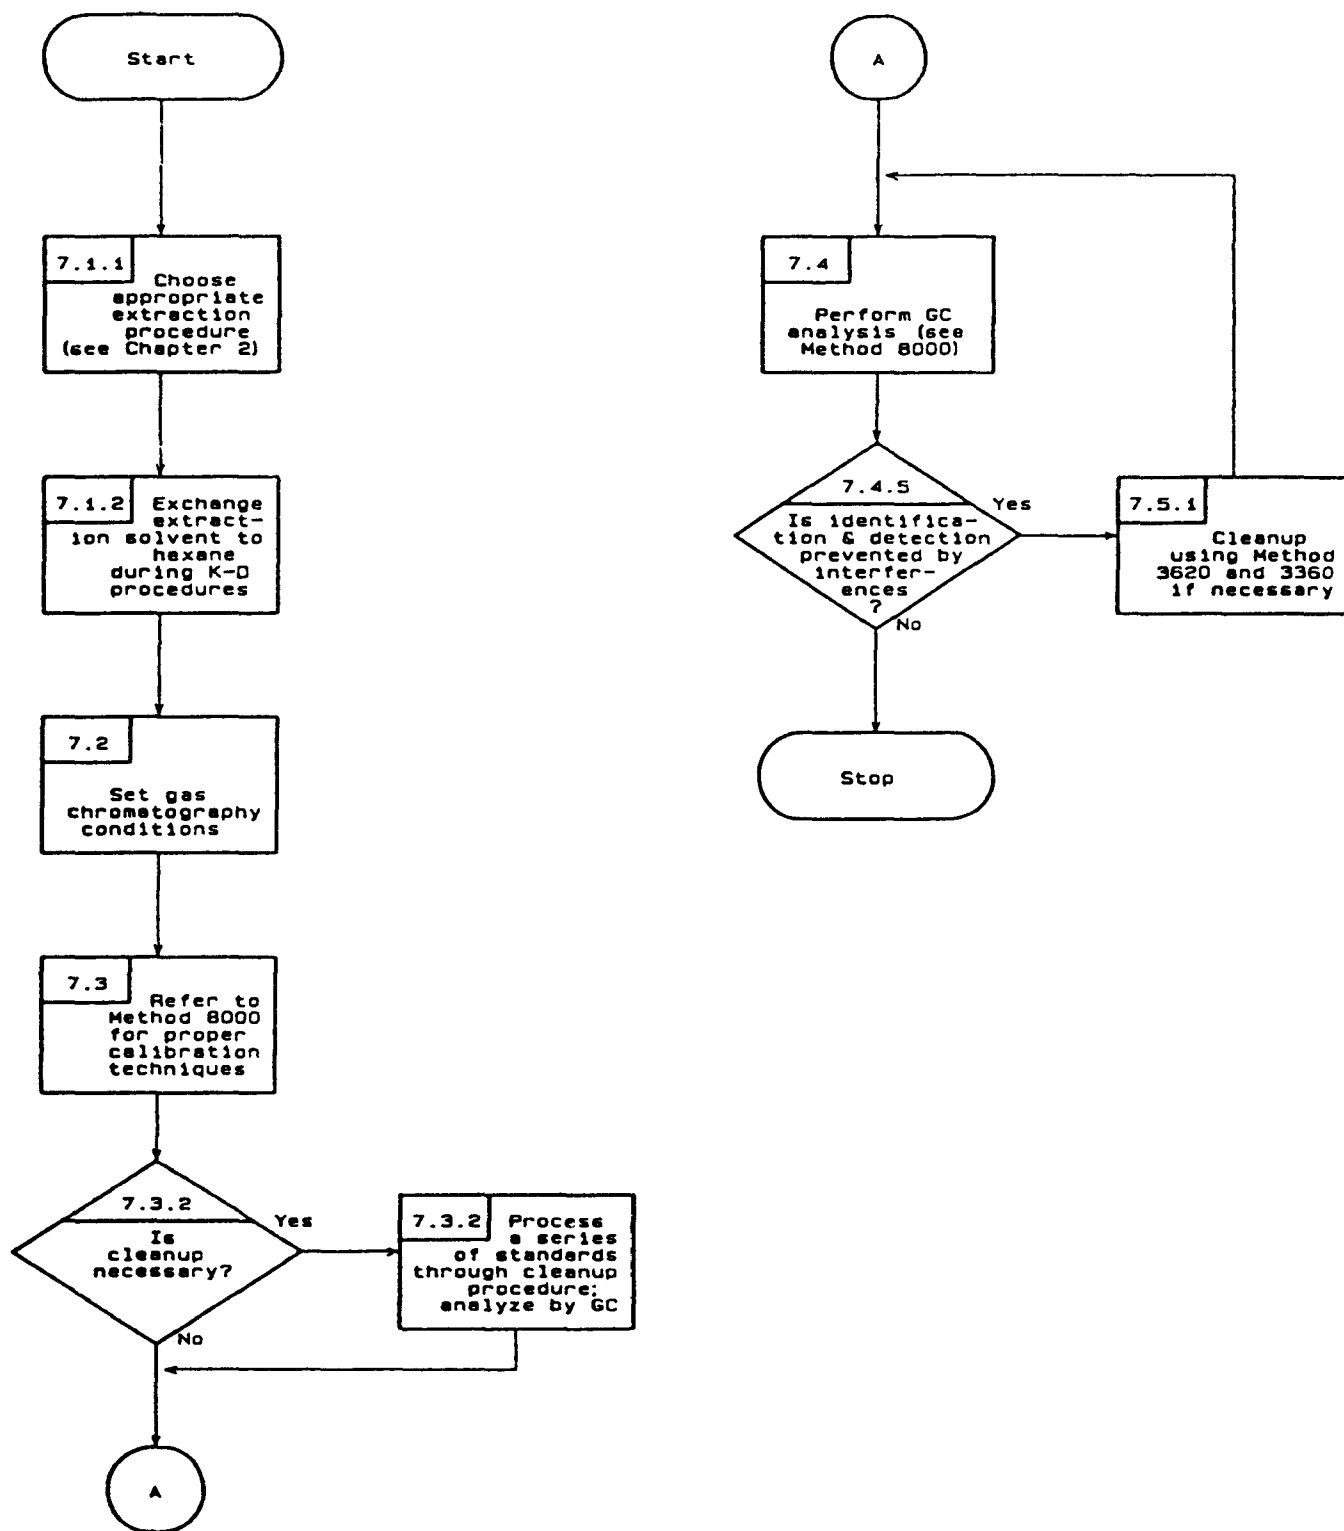 Start
7.1.1
Choose
appropriate
extraction
procedure
(see Chapter 2)
7.1.2
Exchange
extract-
ion solvent to
hexane
during K-D
procedures
7.2
Set gas
chromatography
conditions
7.3
Refer to
Method 8000
for proper
calibration
techniques
7.3.2
Is
cleanup
necessary?
Yes
No
7.3.2
Process
a series
of standards
through cleanup
procedure;
analyze by GC
A
A
7.4
Perform GC
analysis (see
Method 8000)
7.4.5
Is identifica-
tion & detection
prevented by
interfer-
ences
?
Yes
No
7.5.1
Cleanup
using Method
3620 and 3360
if necessary
Stop